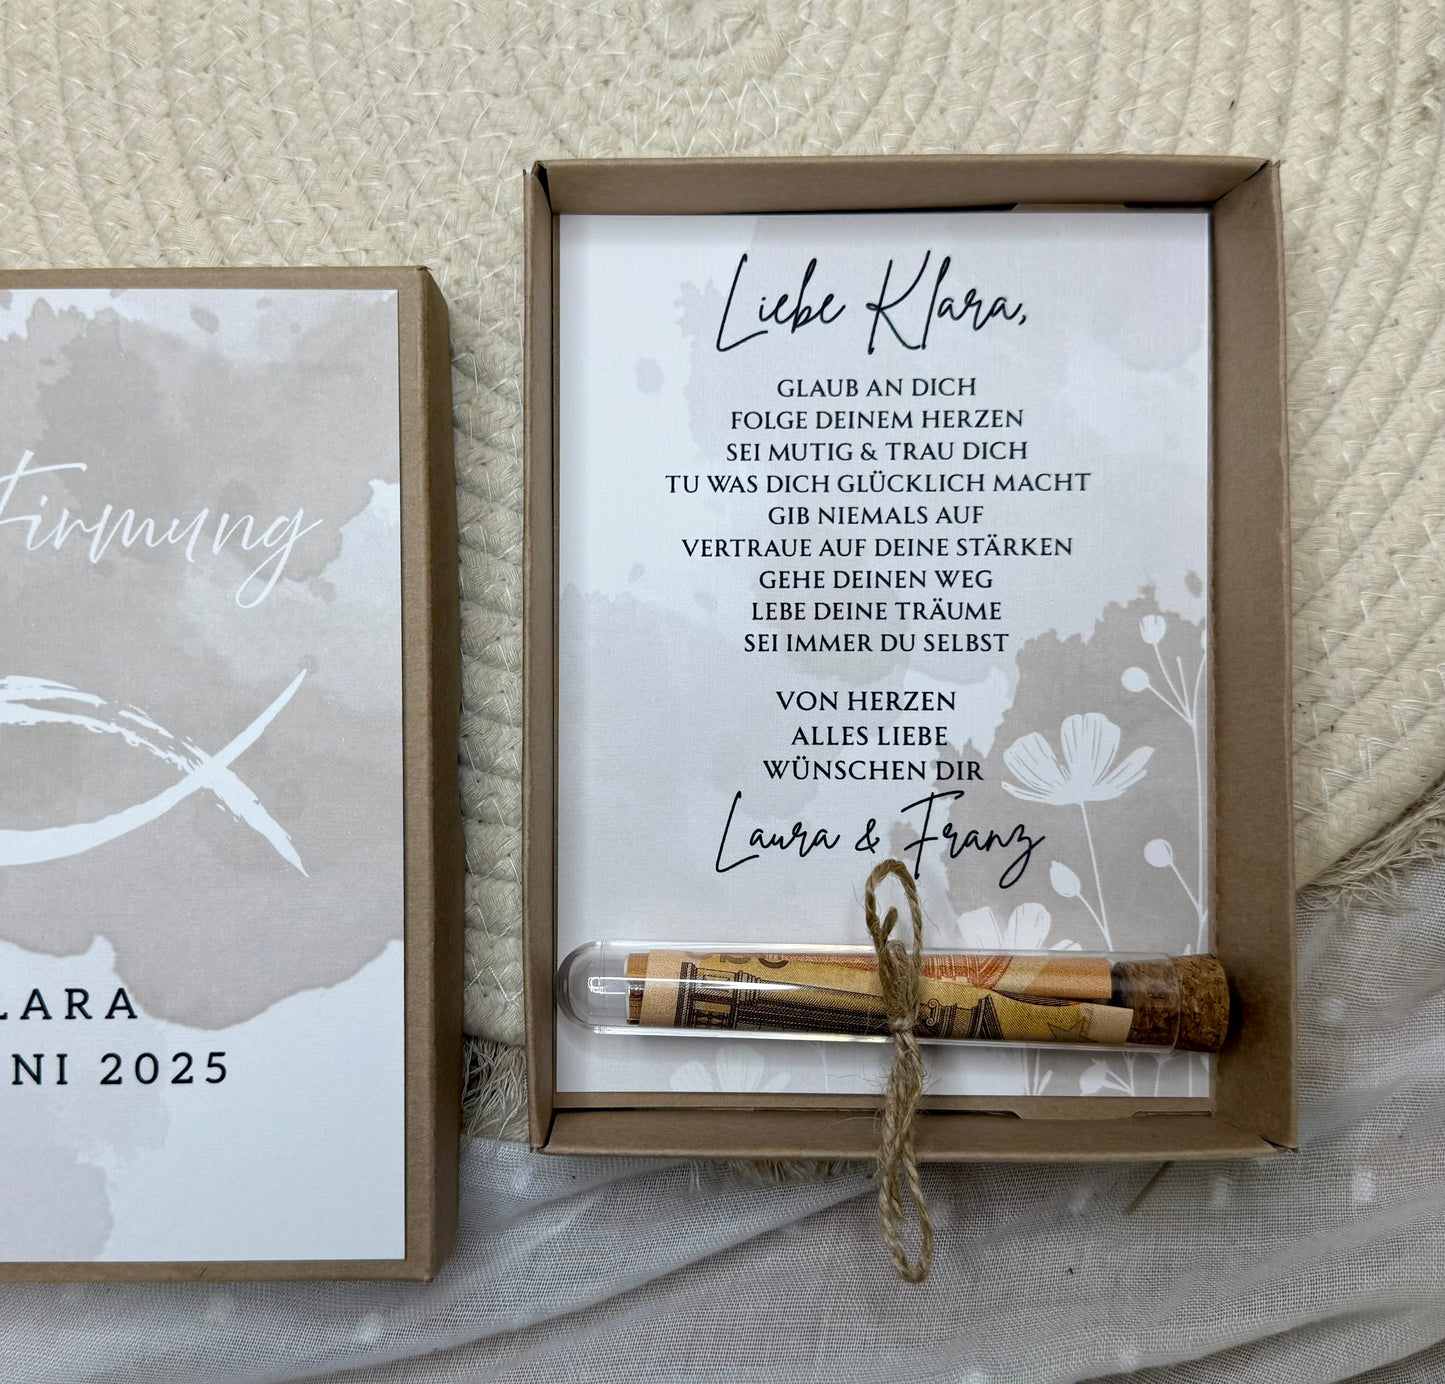 Firmung
LARA
NI 2025
Liebe Klara,
GLAUB AN DICH
FOLGE DEINEM HERZEN
SEI MUTIG & TRAU DICH
TU WAS DICH GLÜCKLICH MACHT
GIB NIEMALS AUF
VERTRAUE AUF DEINE STÄRKEN
GEHE DEINEN WEG
LEBE DEINE TRÄUME
SEI IMMER DU SELBST
VON HERZEN
ALLES LIEBE
WÜNSCHEN DIR
Laura & Franz